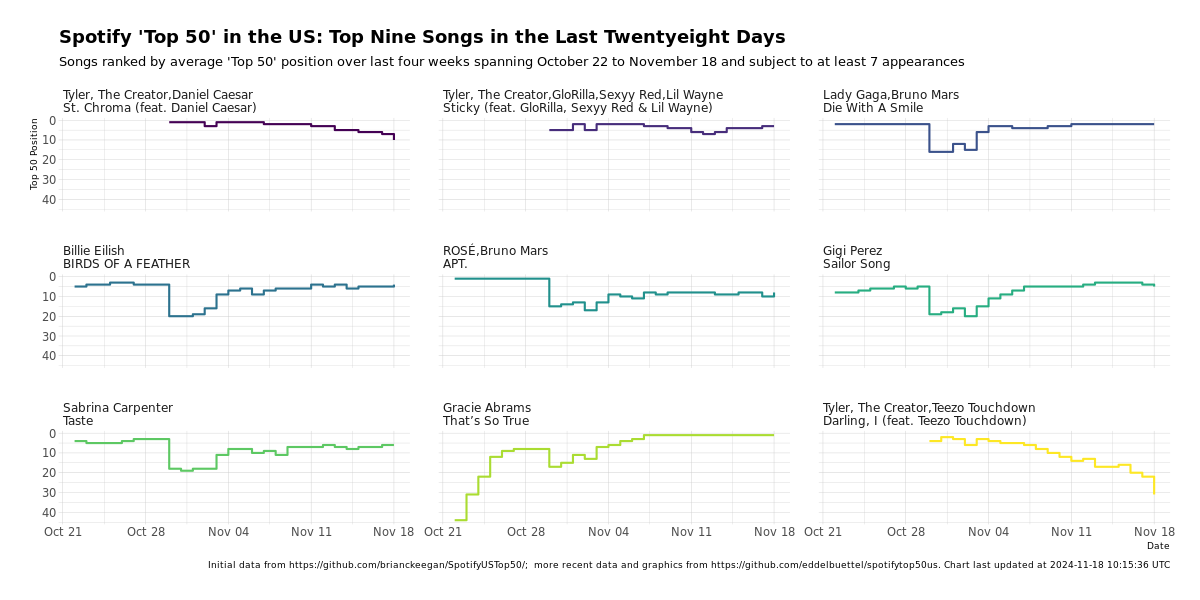 Spotify 'Top 50' in the US: Top Nine Songs in the Last Twentyeight Days
Songs ranked by average 'Top 50' position over last four weeks spanning October 22 to November 18 and subject to at least 7 appearances
Tyler, The Creator,Daniel Caesar
St. Chroma (feat. Daniel Caesar)
Tyler, The Creator,GloRilla,Sexyy Red,Lil Wayne
Sticky (feat. GloRilla, Sexyy Red & Lil Wayne)
Lady Gaga,Bruno Mars
Die With A Smile
Top 50 Position
0
10
20
30
40
Billie Eilish
BIRDS OF A FEATHER
ROSÉ,Bruno Mars
APT.
Gigi Perez
Sailor Song
0
10
20
30
40
Sabrina Carpenter
Taste
Gracie Abrams
That’s So True
Tyler, The Creator,Teezo Touchdown
Darling, I (feat. Teezo Touchdown)
0
10
20
30
40
Oct 21 Oct 28 Nov 04 Nov 11 Nov 18 Oct 21 Oct 28 Nov 04 Nov 11 Nov 18 Oct 21 Oct 28 Nov 04 Nov 11 Nov 18
Date
Initial data from https://github.com/brianckeegan/SpotifyUSTop50/; more recent data and graphics from https://github.com/eddelbuettel/spotifytop50us. Chart last updated at 2024-11-18 10:15:36 UTC